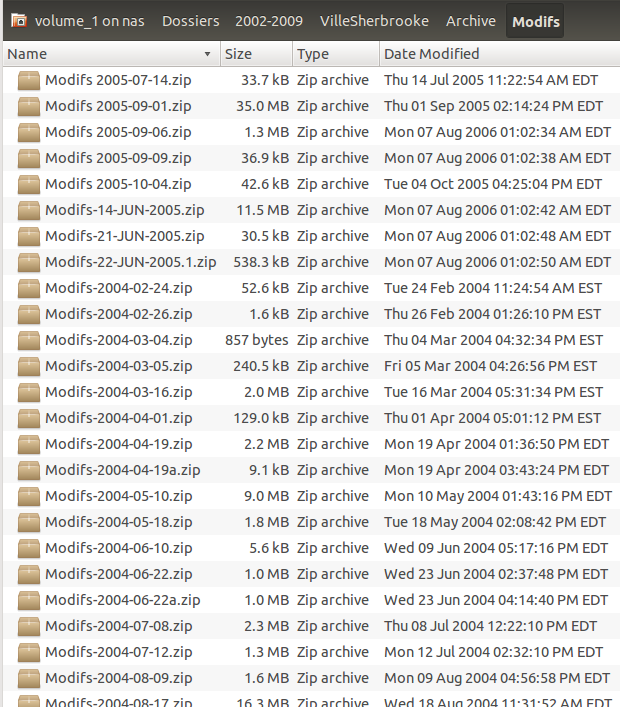 volume_1 on nas Dossiers 2002-2009 VilleSherbrooke Archive Modifs
Name Size Type Date Modified
Modifs 2005-07-14.zip 33.7 kB Zip archive Thu 14 Jul 2005 11:22:54 AM EDT
Modifs 2005-09-01.zip 35.0 MB Zip archive Thu 01 Sep 2005 02:14:24 PM EDT
Modifs 2005-09-06.zip 1.3 MB Zip archive Mon 07 Aug 2006 01:02:34 AM EDT
Modifs 2005-09-09.zip 36.9 kB Zip archive Mon 07 Aug 2006 01:02:38 AM EDT
Modifs 2005-10-04.zip 42.6 kB Zip archive Tue 04 Oct 2005 04:25:04 PM EDT
Modifs-14-JUN-2005.zip 11.5 MB Zip archive Mon 07 Aug 2006 01:02:42 AM EDT
Modifs-21-JUN-2005.zip 30.5 kB Zip archive Mon 07 Aug 2006 01:02:48 AM EDT
Modifs-22-JUN-2005.1.zip 538.3 kB Zip archive Mon 07 Aug 2006 01:02:50 AM EDT
Modifs-2004-02-24.zip 52.6 kB Zip archive Tue 24 Feb 2004 11:24:54 AM EST
Modifs-2004-02-26.zip 1.6 kB Zip archive Thu 26 Feb 2004 01:26:10 PM EST
Modifs-2004-03-04.zip 857 bytes Zip archive Thu 04 Mar 2004 04:32:34 PM EST
Modifs-2004-03-05.zip 240.5 kB Zip archive Fri 05 Mar 2004 04:26:56 PM EST
Modifs-2004-03-16.zip 2.0 MB Zip archive Tue 16 Mar 2004 05:31:34 PM EST
Modifs-2004-04-01.zip 129.0 kB Zip archive Thu 01 Apr 2004 05:01:12 PM EST
Modifs-2004-04-19.zip 2.2 MB Zip archive Mon 19 Apr 2004 01:36:50 PM EDT
Modifs-2004-04-19a.zip 9.1 kB Zip archive Mon 19 Apr 2004 03:43:24 PM EDT
Modifs-2004-05-10.zip 9.0 MB Zip archive Mon 10 May 2004 01:43:16 PM EDT
Modifs-2004-05-18.zip 1.8 MB Zip archive Tue 18 May 2004 02:08:42 PM EDT
Modifs-2004-06-10.zip 5.6 kB Zip archive Wed 09 Jun 2004 05:17:16 PM EDT
Modifs-2004-06-22.zip 1.0 MB Zip archive Wed 23 Jun 2004 02:37:48 PM EDT
Modifs-2004-06-22a.zip 1.0 MB Zip archive Wed 23 Jun 2004 04:14:40 PM EDT
Modifs-2004-07-08.zip 2.3 MB Zip archive Thu 08 Jul 2004 12:22:10 PM EDT
Modifs-2004-07-12.zip 1.3 MB Zip archive Mon 12 Jul 2004 02:32:10 PM EDT
Modifs-2004-08-09.zip 1.6 MB Zip archive Mon 09 Aug 2004 04:56:58 PM EDT
Modifs-2004-08-17.zip 16.3 MB Zip archive Wed 18 Aug 2004 11:31:52 AM EDT